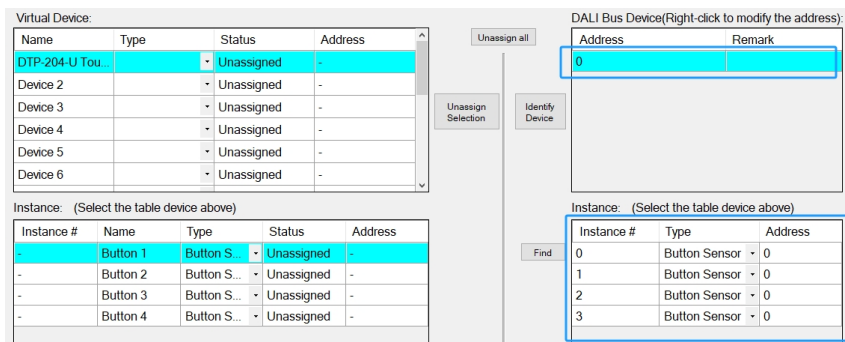 Virtual Device:
DALI Bus Device(Right-click to modify the address):
Name Type Status Address
Unassign all
Address Remark
DTP-204-U Tou... Unassigned -
0
Device 2 Unassigned -
Device 3 Unassigned -
Unassign Selection
Identify Device
Device 4 Unassigned -
Device 5 Unassigned -
Device 6 Unassigned -
Instance: (Select the table device above)
Instance: (Select the table device above)
Instance # Name Type Status Address
Instance # Type Address
- Button 1 Button S... Unassigned -
Find
0 Button Sensor 0
- Button 2 Button S... Unassigned -
1 Button Sensor 0
- Button 3 Button S... Unassigned -
2 Button Sensor 0
- Button 4 Button S... Unassigned -
3 Button Sensor 0